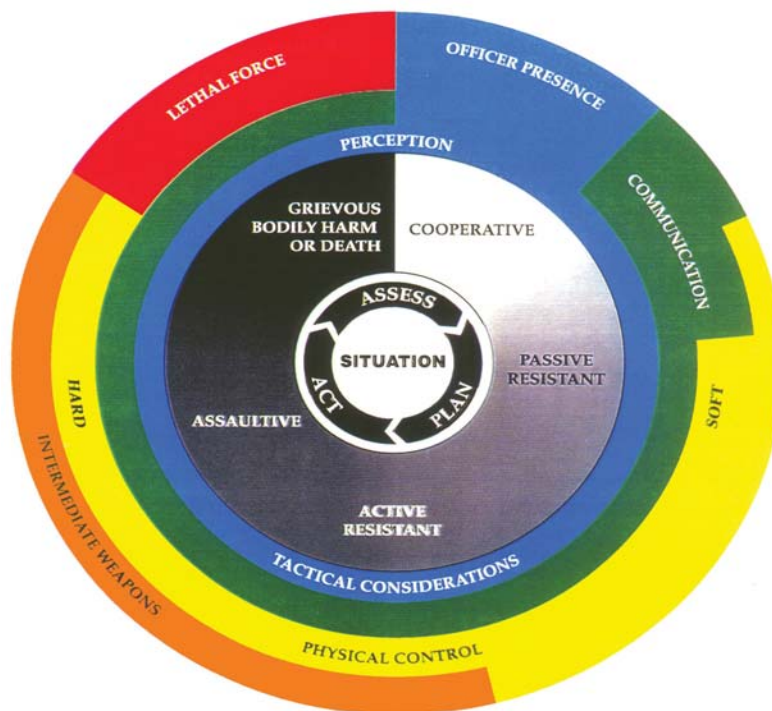 LETHAL FORCE
OFFICER PRESENCE
COMMUNICATION
PERCEPTION
GRIEVOUS
BODILY HARM
OR DEATH
COOPERATIVE
ASSESS
SITUATION
ACT
PLAN
PASSIVE
RESISTANT
ASSAULTIVE
ACTIVE
RESISTANT
HARD
SOFT
INTERMEDIATE WEAPONS
TACTICAL CONSIDERATIONS
PHYSICAL CONTROL